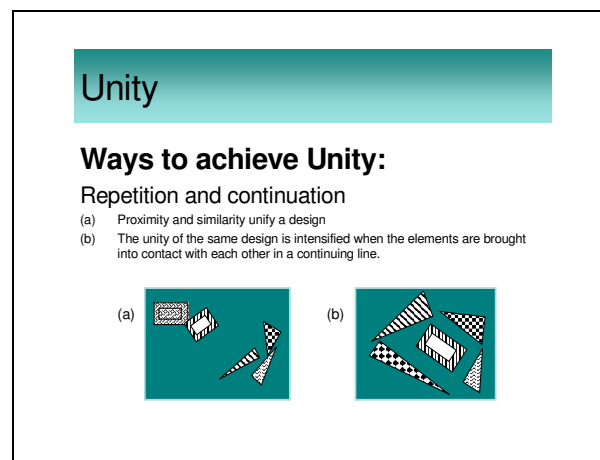 Unity
Ways to achieve Unity:
Repetition and continuation
(a) Proximity and similarity unify a design
(b) The unity of the same design is intensified when the elements are brought
into contact with each other in a continuing line.
(a) (b)